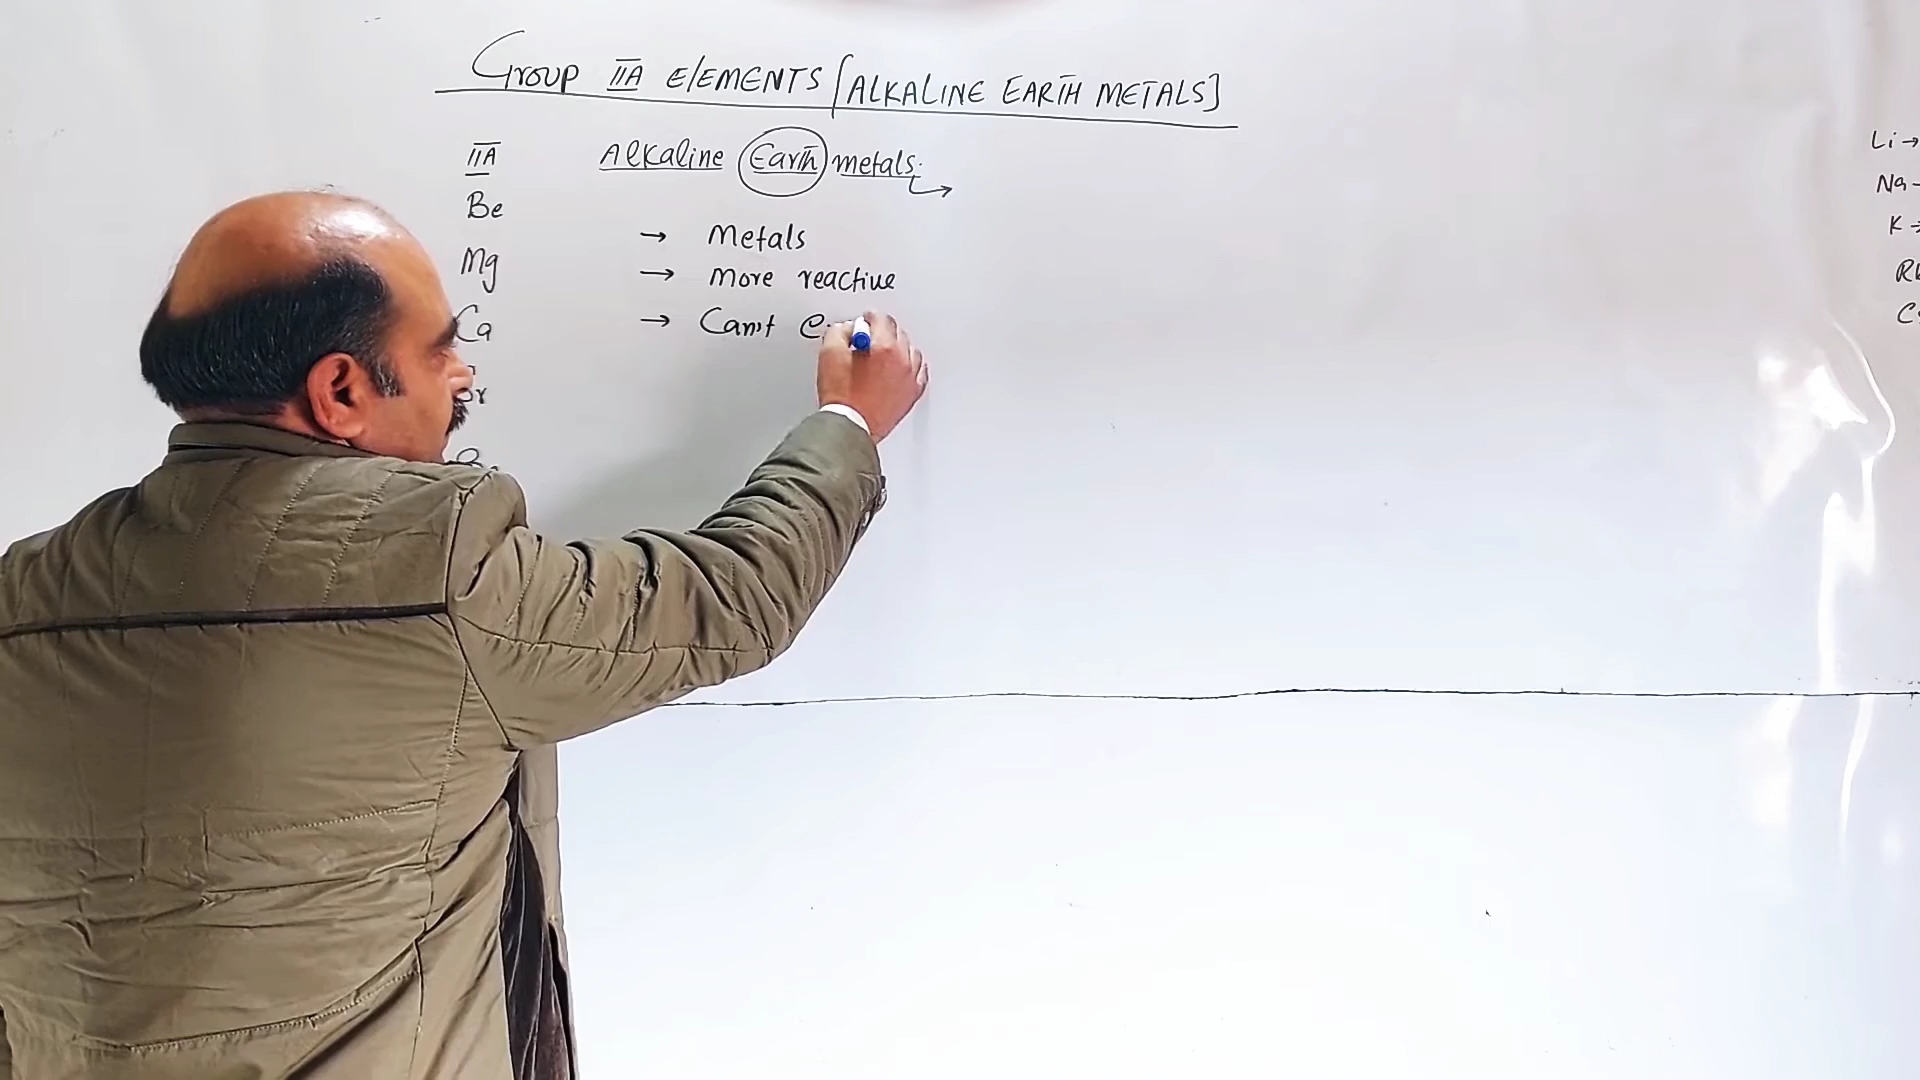 Group IIA ElEMENTS [ALKALINE EARTH METALS]
IIA
Be
Mg
Ca
Alkaline Earth metals.
→ Metals
→ More reactive
→ Can't
Li →
Na -
K →